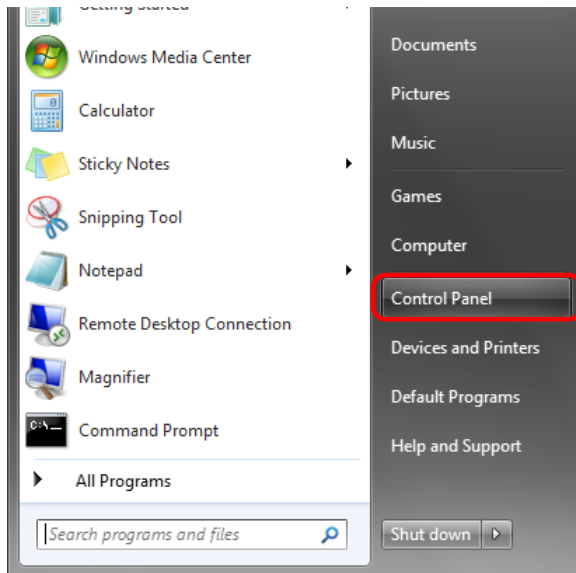 Getting Started
Windows Media Center
Calculator
Sticky Notes
Snipping Tool
Notepad
Remote Desktop Connection
Magnifier
C:\_
Command Prompt
All Programs
Search programs and files
Documents
Pictures
Music
Games
Computer
Control Panel
Devices and Printers
Default Programs
Help and Support
Shut down